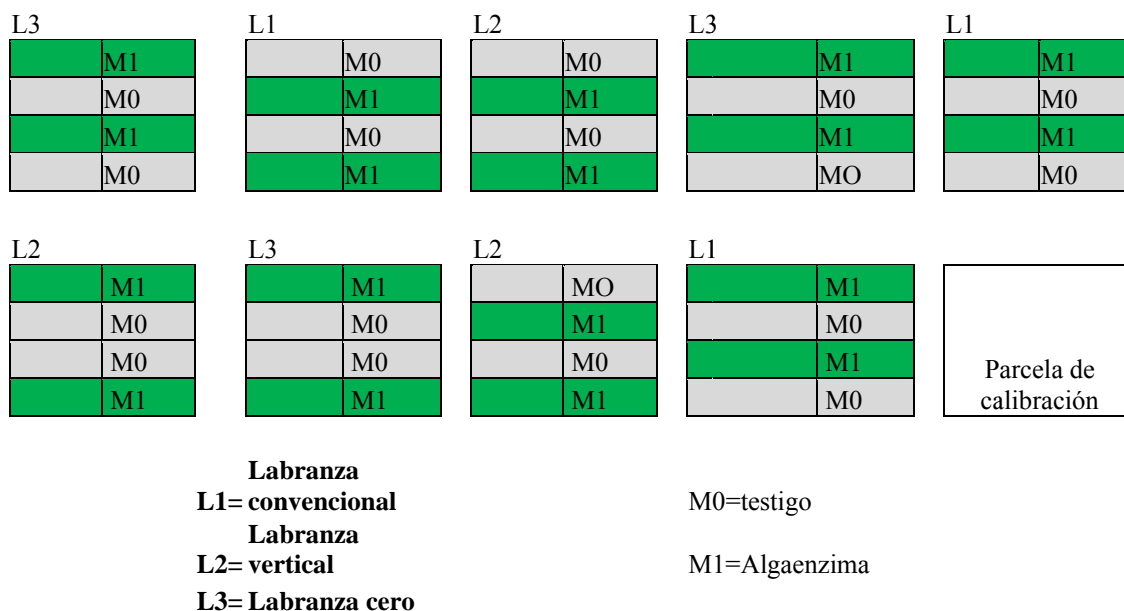 L3 L1 L2 L3 L1
M1 M0 M0 M1 M1
M0 M1 M1 M0 M0
M1 M0 M0 M1 M1
M0 M1 M1 MO M0
L2 L3 L2 L1
M1 M1 MO M1
M0 M0 M1 M0
M0 M0 M0 M1
M1 M1 M1 M0
Parcela de
calibración
Labranza
L1= convencional M0=testigo
Labranza
L2= vertical M1=Algaenzima
L3= Labranza cero